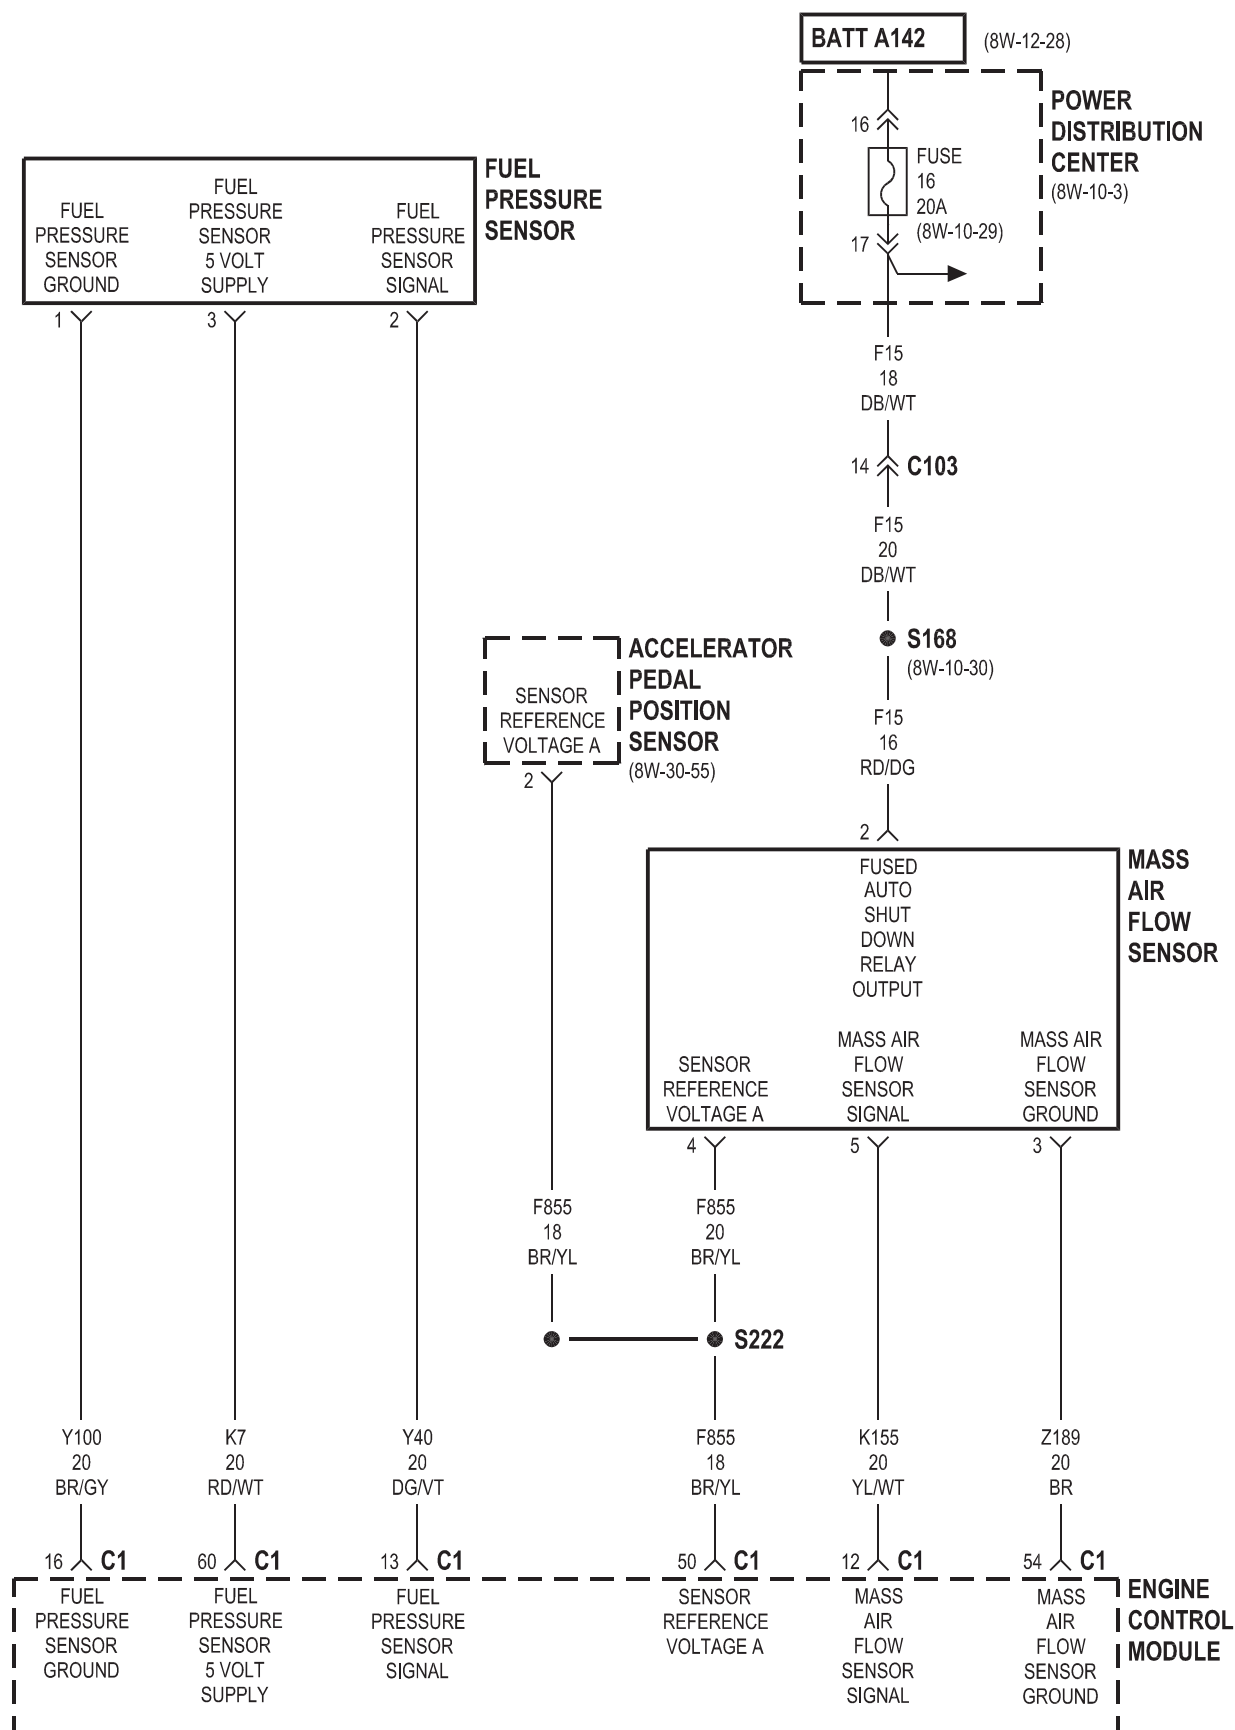 BATT A142
(8W-12-28)
POWER
DISTRIBUTION
CENTER
(8W-10-3)
16
FUSE
16
20A
(8W-10-29)
17
FUEL
PRESSURE
SENSOR
FUEL
PRESSURE
SENSOR
GROUND
FUEL
PRESSURE
SENSOR
5 VOLT
SUPPLY
FUEL
PRESSURE
SENSOR
SIGNAL
1
3
2
F15
18
DB/WT
14
C103
F15
20
DB/WT
S168
(8W-10-30)
F15
16
RD/DG
2
ACCELERATOR
PEDAL
POSITION
SENSOR
(8W-30-55)
SENSOR
REFERENCE
VOLTAGE A
2
MASS
AIR
FLOW
SENSOR
FUSED
AUTO
SHUT
DOWN
RELAY
OUTPUT
SENSOR
REFERENCE
VOLTAGE A
MASS AIR
FLOW
SENSOR
SIGNAL
MASS AIR
FLOW
SENSOR
GROUND
4
5
3
F855
18
BR/YL
F855
20
BR/YL
S222
Y100
20
BR/GY
K7
20
RD/WT
Y40
20
DG/VT
F855
18
BR/YL
K155
20
YL/WT
Z189
20
BR
16 C1
60 C1
13 C1
50 C1
12 C1
54 C1
FUEL
PRESSURE
SENSOR
GROUND
FUEL
PRESSURE
SENSOR
5 VOLT
SUPPLY
FUEL
PRESSURE
SENSOR
SIGNAL
SENSOR
REFERENCE
VOLTAGE A
MASS
AIR
FLOW
SENSOR
SIGNAL
MASS
AIR
FLOW
SENSOR
GROUND
ENGINE
CONTROL
MODULE